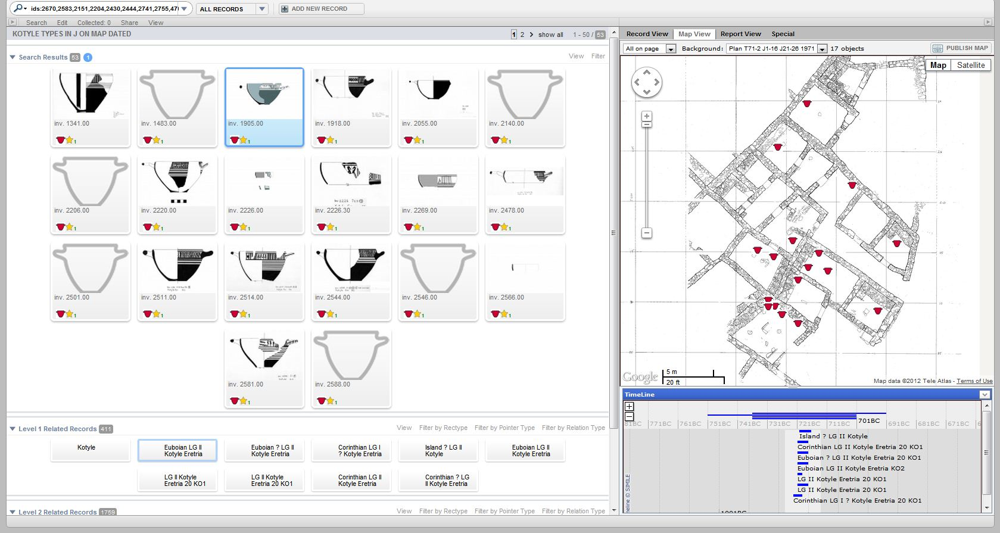 ids:2670,2583,2151,2204,2430,2444,2741,2755,47
ALL RECORDS
ADD NEW RECORD
Search Edit Collected: 0 Share View
KOTYLE TYPES IN J ON MAP DATED
1 2 show all 1 - 50 / 53
Search Results 53 1
View Filter
inv. 1341.00
1
inv. 1483.00
1
inv. 1905.00
1
inv. 1918.00
1
inv. 2055.00
1
inv. 2140.00
1
inv. 2206.00
1
inv. 2220.00
1
inv. 2226.00
1
inv. 2226.30
1
inv. 2269.00
1
inv. 2478.00
1
inv. 2501.00
1
inv. 2511.00
1
inv. 2514.00
1
inv. 2544.00
1
inv. 2546.00
1
inv. 2566.00
1
inv. 2581.00
1
inv. 2588.00
1
Level 1 Related Records 411
View Filter by Rectype Filter by Pointer Type Filter by Relation Type
Kotyle
Euboian LG II
Kotyle Eretria
Euboian ? LG II
Kotyle Eretria
Corinthian LG I
? Kotyle Eretria
Island ? LG II
Kotyle
Euboian LG II
Kotyle Eretria
LG II Kotyle
Eretria 20 KO1
LG II Kotyle
Eretria 20 KO1
Corinthian LG II
Kotyle Eretria
Corinthian ? LG
II Kotyle Eretria
Level 2 Related Records 1759
View Filter by Rectype Filter by Pointer Type Filter by Relation Type
Record View Map View Report View Special
All on page
Background: Plan T71-2 J1-16 J21-26 1971
17 objects
PUBLISH MAP
Map Satellite
Google
5 m
20 ft
Map data ©2012 Tele Atlas - Terms of Use
TimeLine
81BC 771BC 761BC 751BC 741BC 731BC 721BC 711BC 701BC 691BC 681BC 671BC 6
Island ? LG II Kotyle
Corinthian LG II Kotyle Eretria 20 KO1
Euboian ? LG II Kotyle Eretria 20 KO1
Euboian LG II Kotyle Eretria KO2
LG II Kotyle Eretria 20 KO1
LG II Kotyle Eretria 20 KO1
Corinthian LG I ? Kotyle Eretria 20 KO1
meline © SIMILE